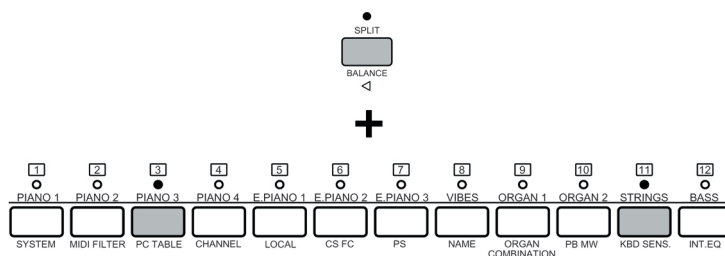 SPLIT
BALANCE
+
1 2 3 4 5 6 7 8 9 10 11 12
PIANO 1 PIANO 2 PIANO 3 PIANO 4 E.PIANO 1 E.PIANO 2 E.PIANO 3 VIBES ORGAN 1 ORGAN 2 STRINGS BASS
SYSTEM MIDI FILTER PC TABLE CHANNEL LOCAL CS FC PS NAME ORGAN COMBINATION PB MW KBD SENS. INT.EQ